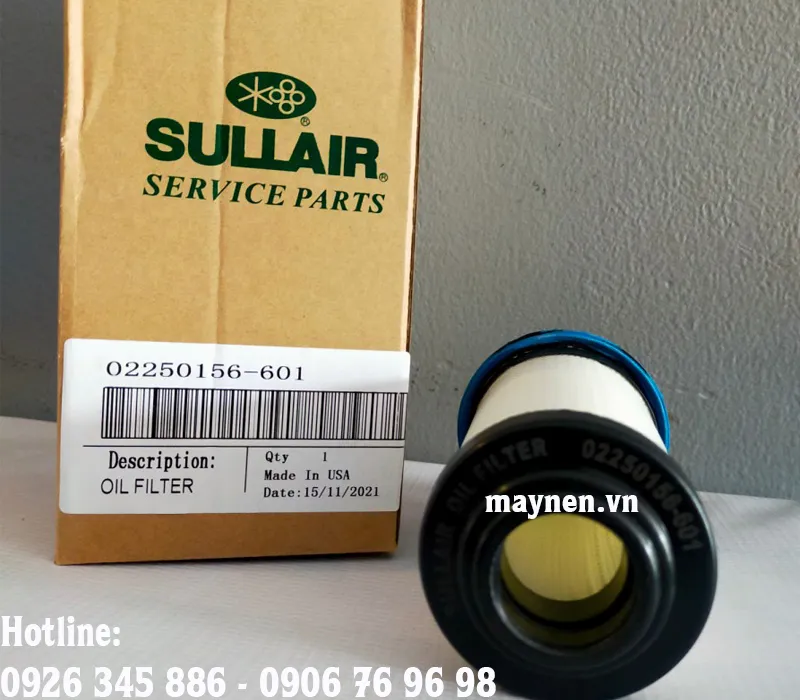 SULLAIR®
SERVICE PARTS
02250156-601
Description:
OIL FILTER
Qty 1
Made In USA
Date:15/11/2021
SULLAIR OIL FILTER 02250156-601
maynen.vn
Hotline:
0926 345 886 - 0906 76 96 98